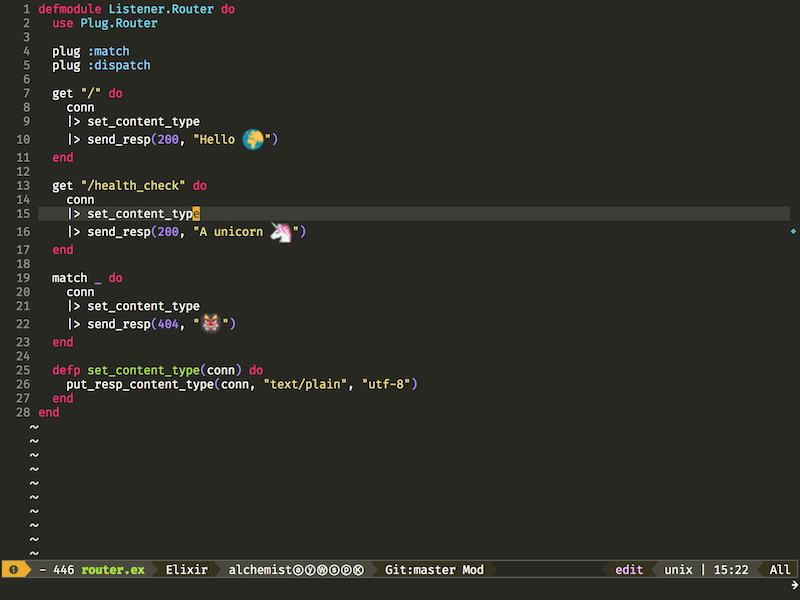 1 defmodule Listener.Router do
2   use Plug.Router
3
4   plug :match
5   plug :dispatch
6
7   get "/" do
8     conn
9     |> set_content_type
10     |> send_resp(200, "Hello 🌍")
11   end
12
13   get "/health_check" do
14     conn
15     |> set_content_type
16     |> send_resp(200, "A unicorn 🦄")
17   end
18
19   match _ do
20     conn
21     |> set_content_type
22     |> send_resp(404, "👹")
23   end
24
25   defp set_content_type(conn) do
26     put_resp_content_type(conn, "text/plain", "utf-8")
27   end
28 end
~
~
~
~
~
~
~
~
~
~
❶ - 446 router.ex Elixir alchemistⓐⓨⓦⓢⓟⓀ Git:master Mod edit unix | 15:22 All